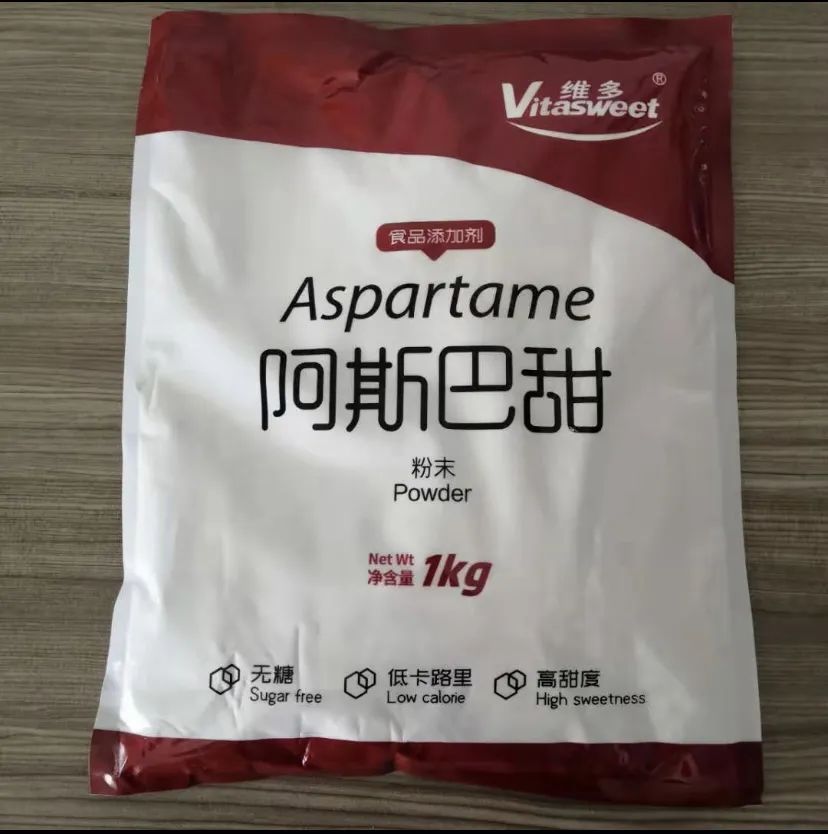 维多®
Vitasweet
食品添加剂
Aspartame
阿斯巴甜
粉末
Powder
Net Wt
净含量 1kg
无糖
Sugar free
低卡路里
Low calorie
高甜度
High sweetness